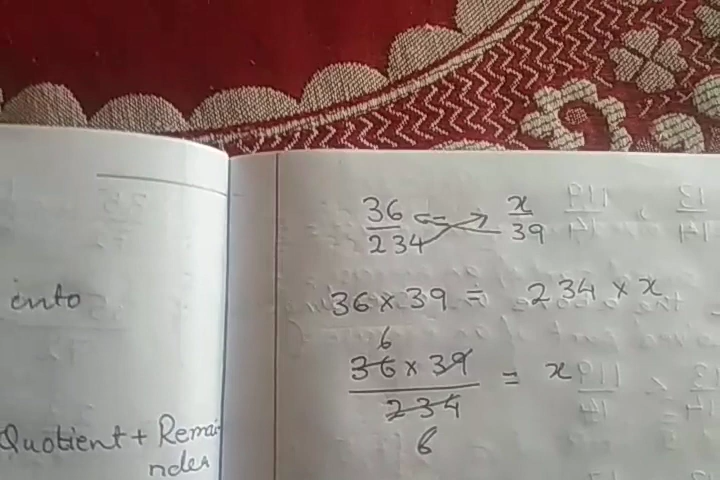 into
Quotient + Remai
nder
36/234 = x/39
36 × 39 = 234 × x
6
36 × 39 / 234 = x
6